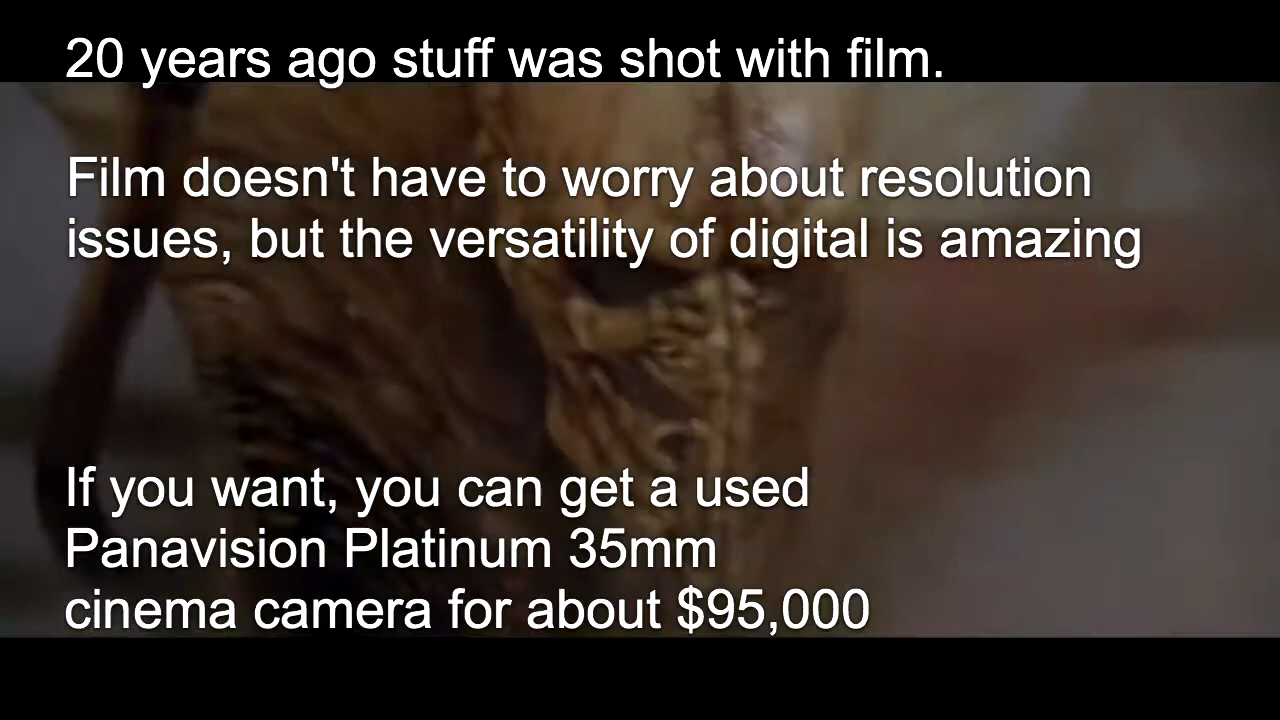 20 years ago stuff was shot with film.
Film doesn't have to worry about resolution
issues, but the versatility of digital is amazing
If you want, you can get a used
Panavision Platinum 35mm
cinema camera for about $95,000